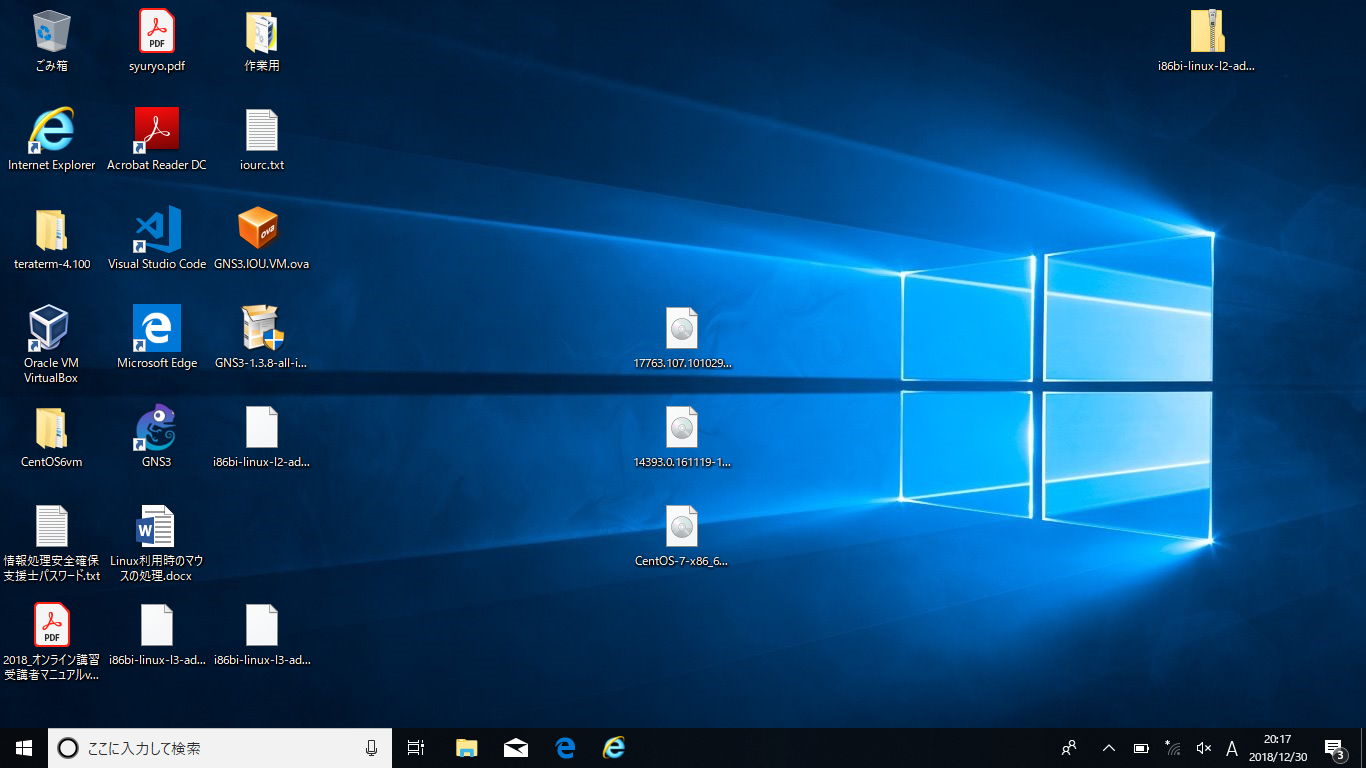 ごみ箱
syuryo.pdf
作業用
i86bi-linux-l2-ad...
Internet Explorer
Acrobat Reader DC
iourc.txt
teraterm-4.100
Visual Studio Code
GNS3.IOU.VM.ova
Oracle VM
VirtualBox
Microsoft Edge
GNS3-1.3.8-all-i...
17763.107.101029...
CentOS6vm
GNS3
i86bi-linux-l2-ad...
14393.0.161119-1...
情報処理安全確保
支援士パスワード.txt
Linux利用時のマウ
スの処理.docx
CentOS-7-x86_6...
2018_オンライン講習
受講者マニュアルv...
i86bi-linux-l3-ad...
i86bi-linux-l3-ad...
ここに入力して検索
A
20:17
2018/12/30
3
PDF
PDF
OVA